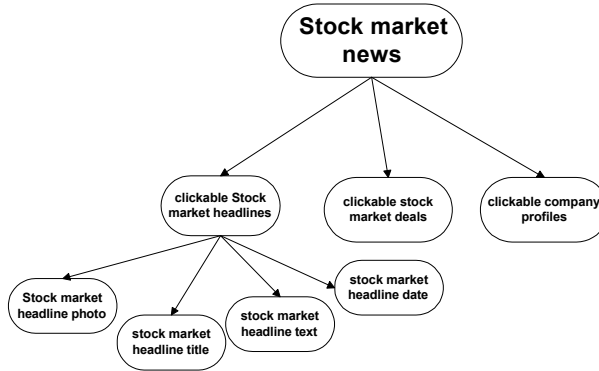 Stock market
news
clickable Stock
market headlines
clickable stock
market deals
clickable company
profiles
Stock market
headline photo
stock market
headline title
stock market
headline text
stock market
headline date